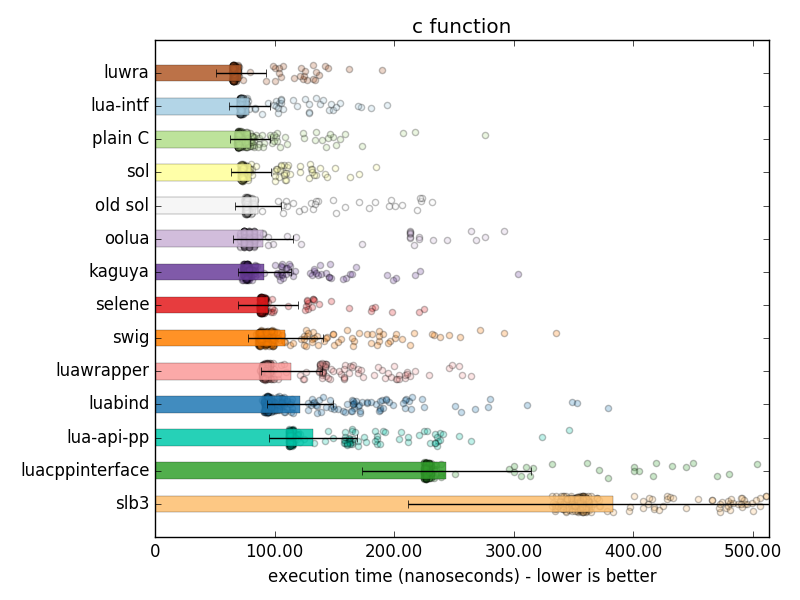 c function
luwra
lua-intf
plain C
sol
old sol
oolua
kaguya
selene
swig
luawrapper
luabind
lua-api-pp
luacppinterface
slb3
0 100.00 200.00 300.00 400.00 500.00
execution time (nanoseconds) - lower is better